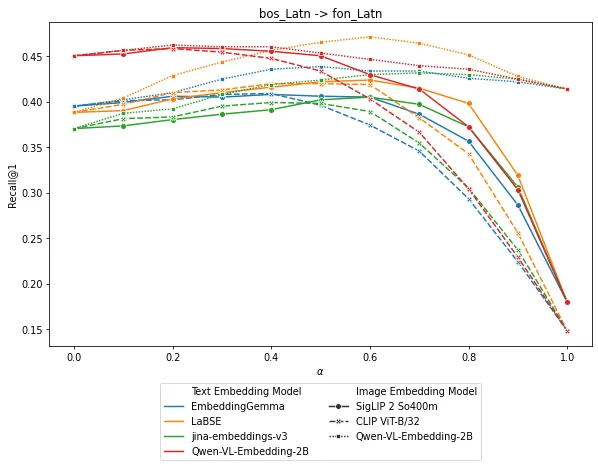 bos_Latn -> fon_Latn
Recall@1
0.45
0.40
0.35
0.30
0.25
0.20
0.15
0.0
0.2
0.4
0.6
0.8
1.0
α
Text Embedding Model
EmbeddingGemma
LaBSE
jina-embeddings-v3
Qwen-VL-Embedding-2B
Image Embedding Model
SigLIP 2 So400m
CLIP ViT-B/32
Qwen-VL-Embedding-2B